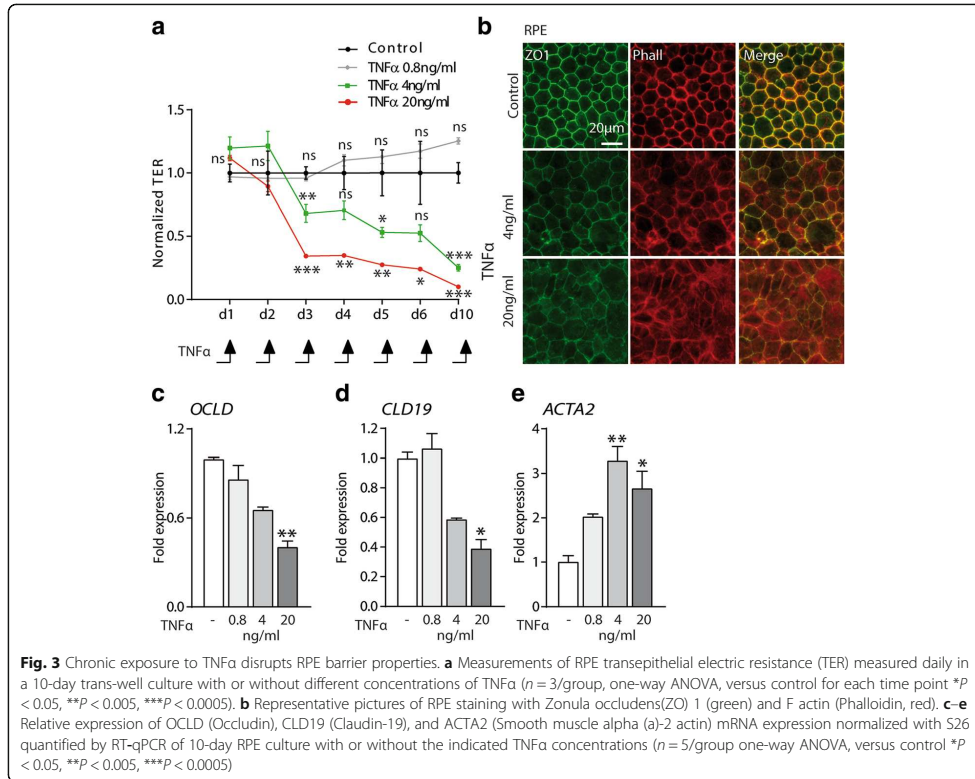 a
Control
TNFα 0.8ng/ml
TNFα 4ng/ml
TNFα 20ng/ml
Normalized TER
1.5
1.0
0.5
0.0
ns
ns
ns
ns
ns
ns
ns
**
ns
*
ns
***
***
**
**
*
***
d1 d2 d3 d4 d5 d6 d10
TNFα
b
RPE
ZO1 Phall Merge
Control
20μm
TNFα
4ng/ml
20ng/ml
c
OCLD
Fold expression
1.2
0.6
0.0
**
TNFα - 0.8 4 20
ng/ml
d
CLD19
Fold expression
1.2
1.0
0.8
0.6
0.4
0.2
0.0
*
TNFα - 0.8 4 20
ng/ml
e
ACTA2
Fold expression
4
3
2
1
0
**
*
TNFα - 0.8 4 20
ng/ml
Fig. 3 Chronic exposure to TNFα disrupts RPE barrier properties. a Measurements of RPE transepithelial electric resistance (TER) measured daily in
a 10-day trans-well culture with or without different concentrations of TNFα (n = 3/group, one-way ANOVA, versus control for each time point *P
< 0.05, **P < 0.005, ***P < 0.0005). b Representative pictures of RPE staining with Zonula occludens(ZO) 1 (green) and F actin (Phalloidin, red). c–e
Relative expression of OCLD (Occludin), CLD19 (Claudin-19), and ACTA2 (Smooth muscle alpha (a)-2 actin) mRNA expression normalized with S26
quantified by RT-qPCR of 10-day RPE culture with or without the indicated TNFα concentrations (n = 5/group one-way ANOVA, versus control *P
< 0.05, **P < 0.005, ***P < 0.0005)